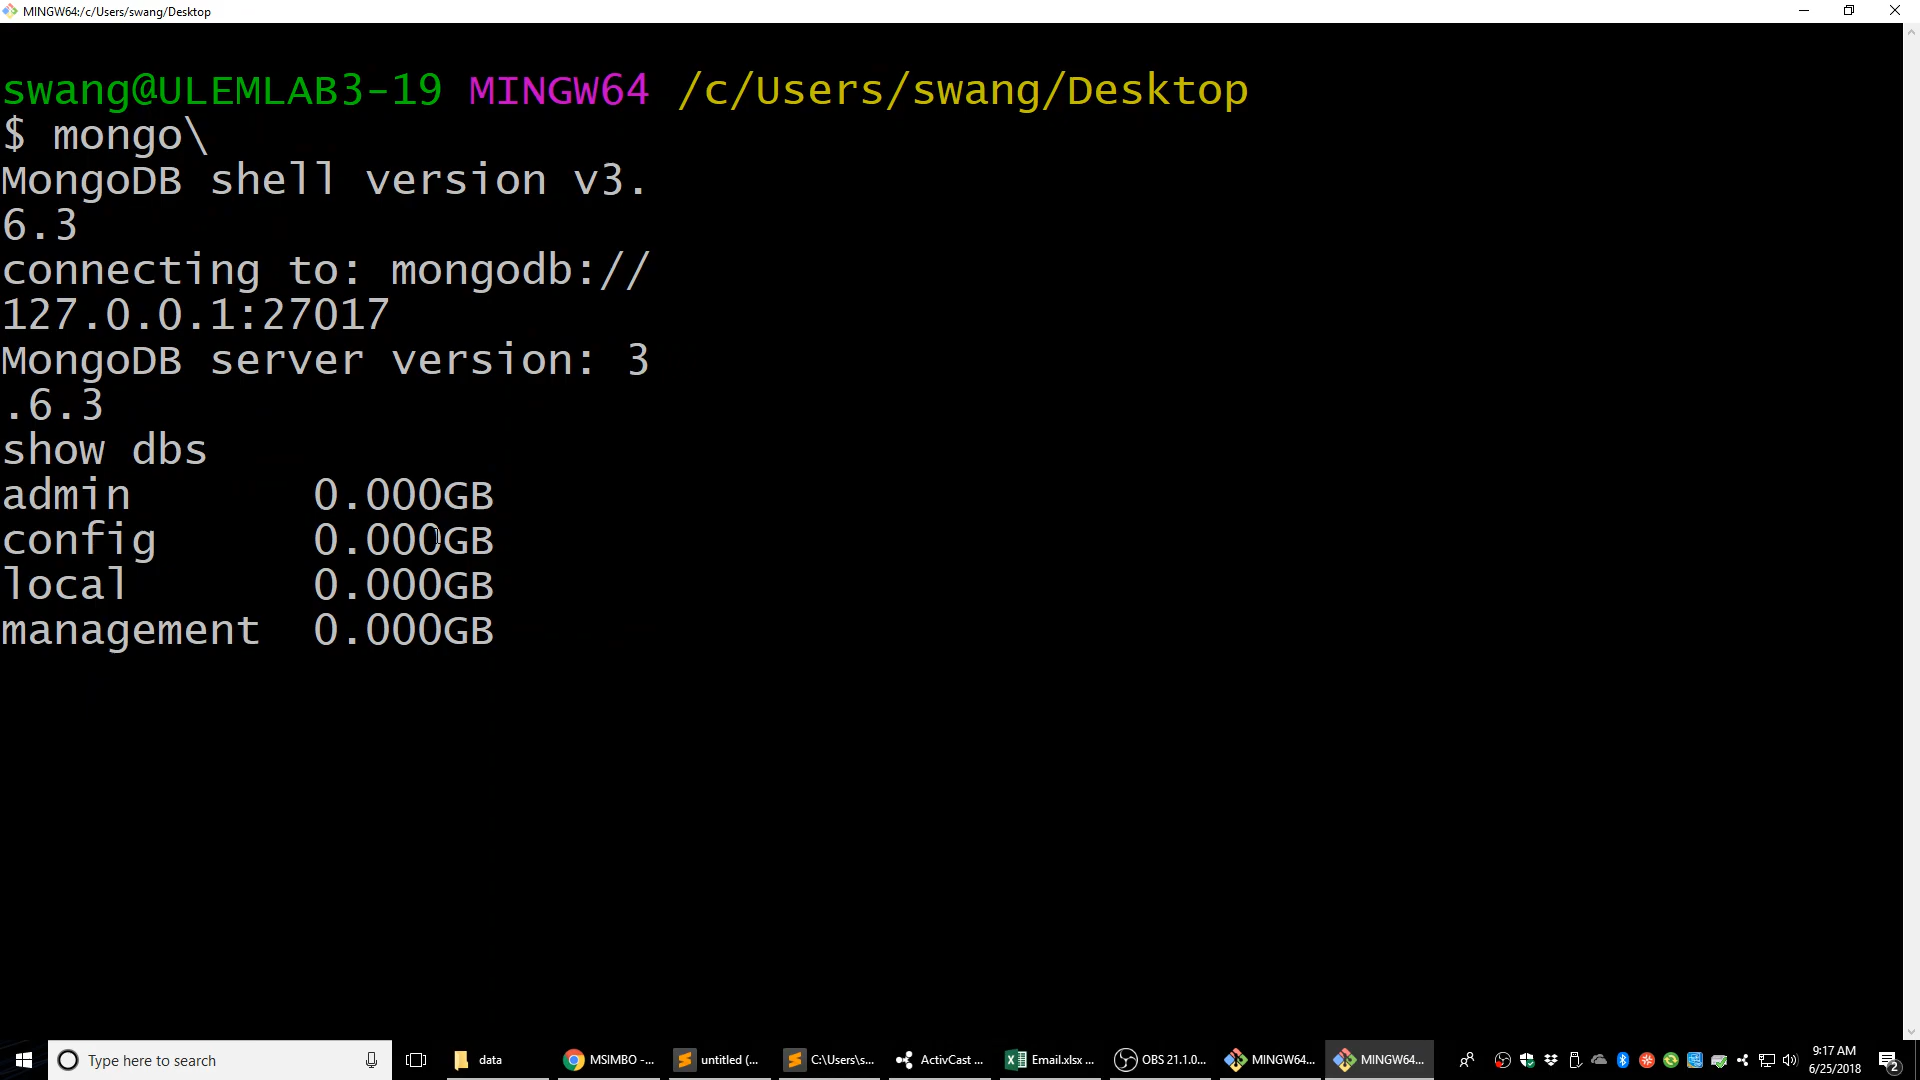 MINGW64:/c/Users/swang/Desktop
swang@ULEMLAB3-19 MINGW64 /c/Users/swang/Desktop
$ mongo\
MongoDB shell version v3.
6.3
connecting to: mongodb://
127.0.0.1:27017
MongoDB server version: 3
.6.3
show dbs
admin 0.000GB
config 0.000GB
local 0.000GB
management 0.000GB
Type here to search
data
MSIMBO -...
untitled (...
C:\Users\s...
ActivCast ...
Email.xlsx ...
OBS 21.1.0...
MINGW64...
MINGW64...
9:17 AM
6/25/2018
2